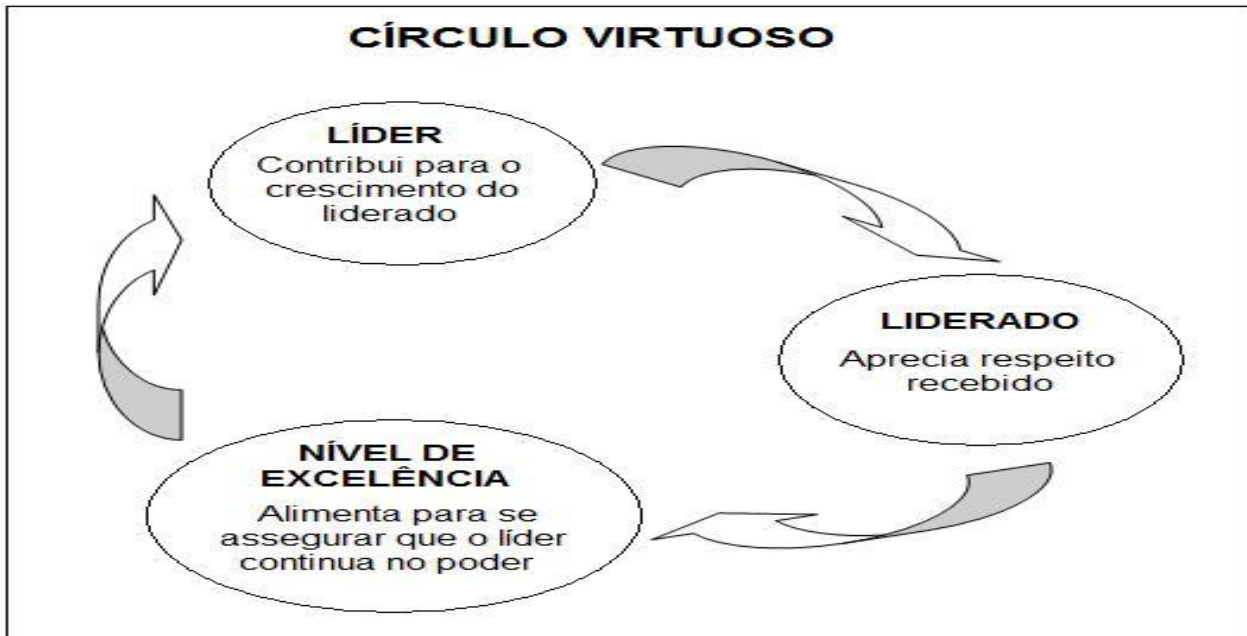 CÍRCULO VIRTUOSO
LÍDER
Contribui para o
crescimento do
liderado
LIDERADO
Aprecia respeito
recebido
NÍVEL DE
EXCELÊNCIA
Alimenta para se
assegurar que o líder
continua no poder